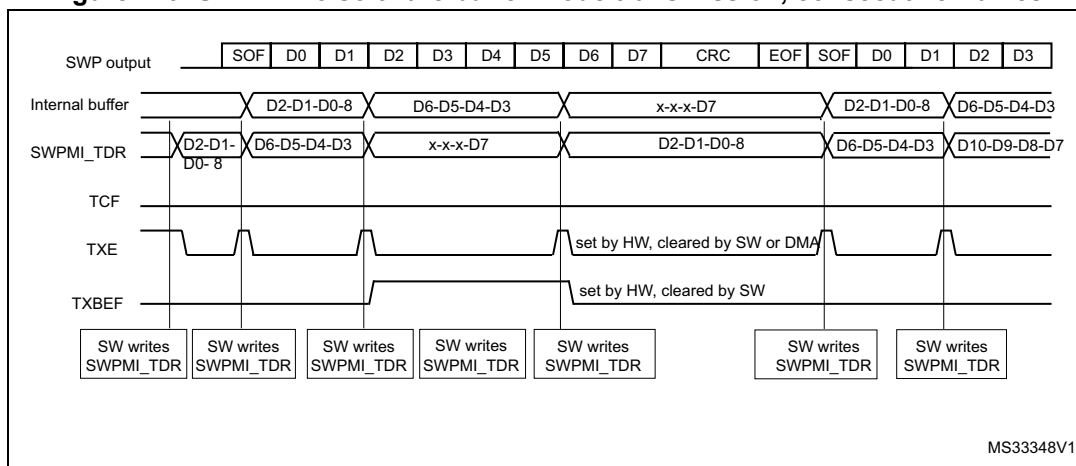 SWP output SOF D0 D1 D2 D3 D4 D5 D6 D7 CRC EOF SOF D0 D1 D2 D3
Internal buffer D2-D1-D0-8 D6-D5-D4-D3 x-x-x-D7 D2-D1-D0-8 D6-D5-D4-D3
SWPMI_TDR D2-D1-D0- 8 D6-D5-D4-D3 x-x-x-D7 D2-D1-D0-8 D6-D5-D4-D3 D10-D9-D8-D7
TCF
TXE set by HW, cleared by SW or DMA
TXBEF set by HW, cleared by SW
SW writes SWPMI_TDR
SW writes SWPMI_TDR
SW writes SWPMI_TDR
SW writes SWPMI_TDR
SW writes SWPMI_TDR
SW writes SWPMI_TDR
SW writes SWPMI_TDR
MS33348V1